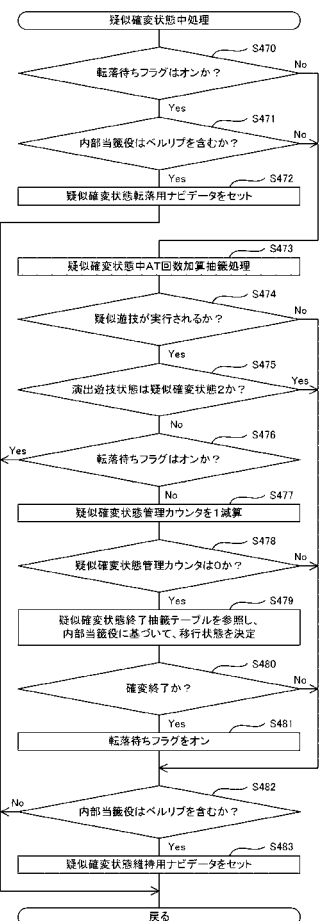 疑似確変状態中処理
S470
転落待ちフラグはオンか？
No
Yes
S471
内部当籤役はベルリプを含むか？
No
Yes
S472
疑似確変状態転落用ナビデータをセット
S473
疑似確変状態中AT回数加算抽籤処理
S474
疑似遊技が実行されるか？
No
Yes
S475
演出遊技状態は疑似確変状態2か？
Yes
No
S476
Yes
転落待ちフラグはオンか？
No
S477
疑似確変状態管理カウンタを1減算
S478
疑似確変状態管理カウンタは0か？
No
Yes
S479
疑似確変状態終了抽籤テーブルを参照し、
内部当籤役に基づいて、移行状態を決定
S480
確変終了か？
No
Yes
S481
転落待ちフラグをオン
S482
No
内部当籤役はベルリプを含むか？
Yes
S483
疑似確変状態維持用ナビデータをセット
戻る